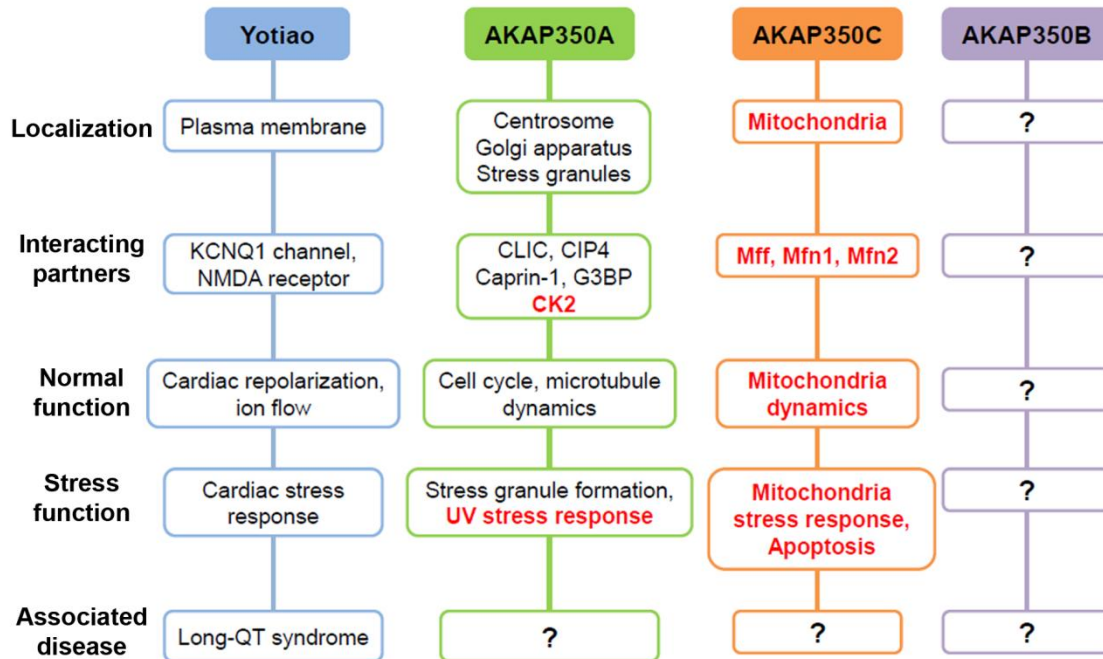 Yotiao
AKAP350A
AKAP350C
AKAP350B
Localization
Plasma membrane
Centrosome
Golgi apparatus
Stress granules
Mitochondria
?
Interacting
partners
KCNQ1 channel,
NMDA receptor
CLIC, CIP4
Caprin-1, G3BP
CK2
Mff, Mfn1, Mfn2
?
Normal
function
Cardiac repolarization,
ion flow
Cell cycle, microtubule
dynamics
Mitochondria
dynamics
?
Stress
function
Cardiac stress
response
Stress granule formation,
UV stress response
Mitochondria
stress response,
Apoptosis
?
Associated
disease
Long-QT syndrome
?
?
?